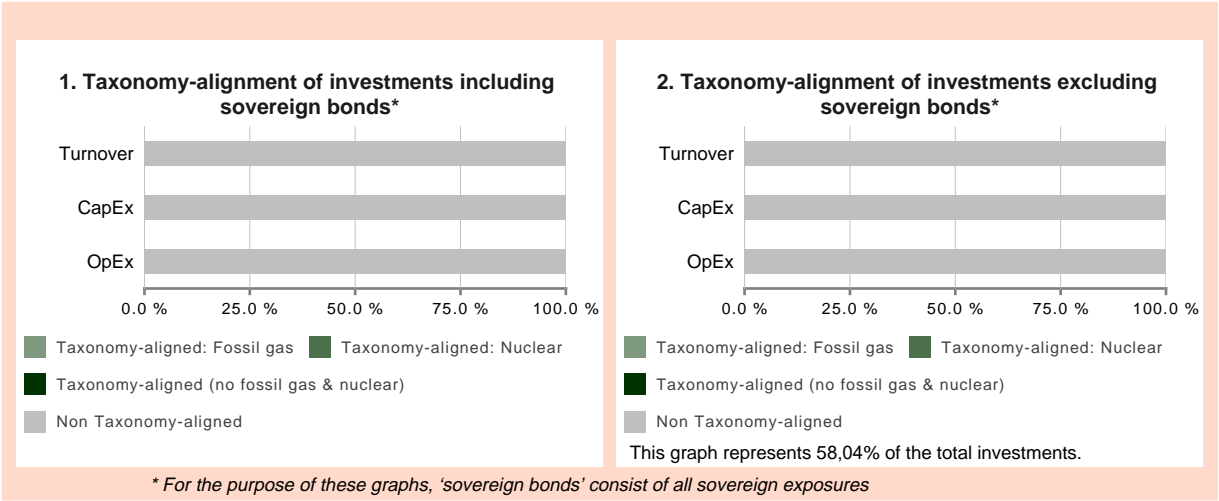 1. Taxonomy-alignment of investments including
sovereign bonds*
Turnover
CapEx
OpEx
0.0 % 25.0 % 50.0 % 75.0 % 100.0 %
Taxonomy-aligned: Fossil gas Taxonomy-aligned: Nuclear
Taxonomy-aligned (no fossil gas & nuclear)
Non Taxonomy-aligned
2. Taxonomy-alignment of investments excluding
sovereign bonds*
Turnover
CapEx
OpEx
0.0 % 25.0 % 50.0 % 75.0 % 100.0 %
Taxonomy-aligned: Fossil gas Taxonomy-aligned: Nuclear
Taxonomy-aligned (no fossil gas & nuclear)
Non Taxonomy-aligned
This graph represents 58,04% of the total investments.
* For the purpose of these graphs, ‘sovereign bonds’ consist of all sovereign exposures